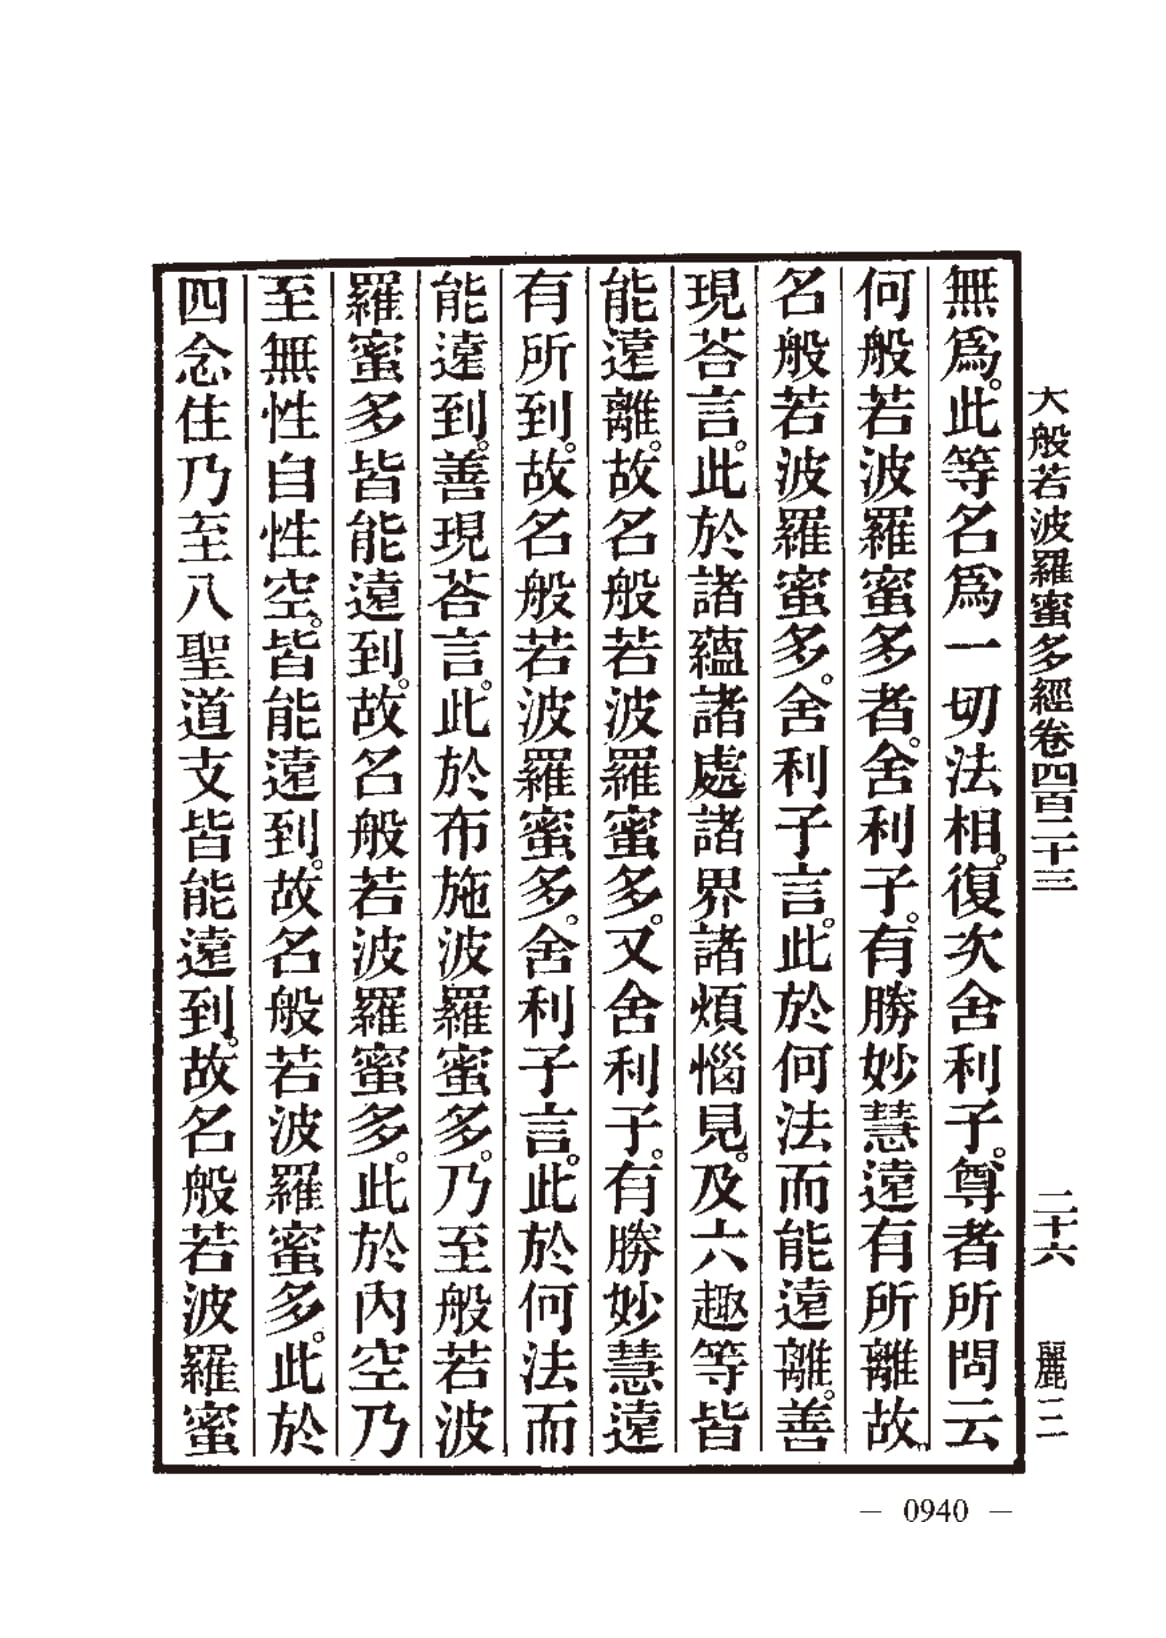 大般若波羅蜜多經卷四百二十三　二十六　麗三
無爲。此等名爲一切法相。復次舍利子。尊者所問云
何般若波羅蜜多者。舍利子。有勝妙慧遠有所離故
名般若波羅蜜多。舍利子言。此於何法而能遠離。善
現荅言。此於諸蘊諸處諸界諸煩惱見。及六趣等皆
能遠離。故名般若波羅蜜多。又舍利子。有勝妙慧遠
有所到。故名般若波羅蜜多。舍利子言。此於何法而
能遠到。善現荅言。此於布施波羅蜜多。乃至般若波
羅蜜多皆能遠到。故名般若波羅蜜多。此於內空乃
至無性自性空。皆能遠到。故名般若波羅蜜多。此於
四念住乃至八聖道支皆能遠到。故名般若波羅蜜
— 0940 —